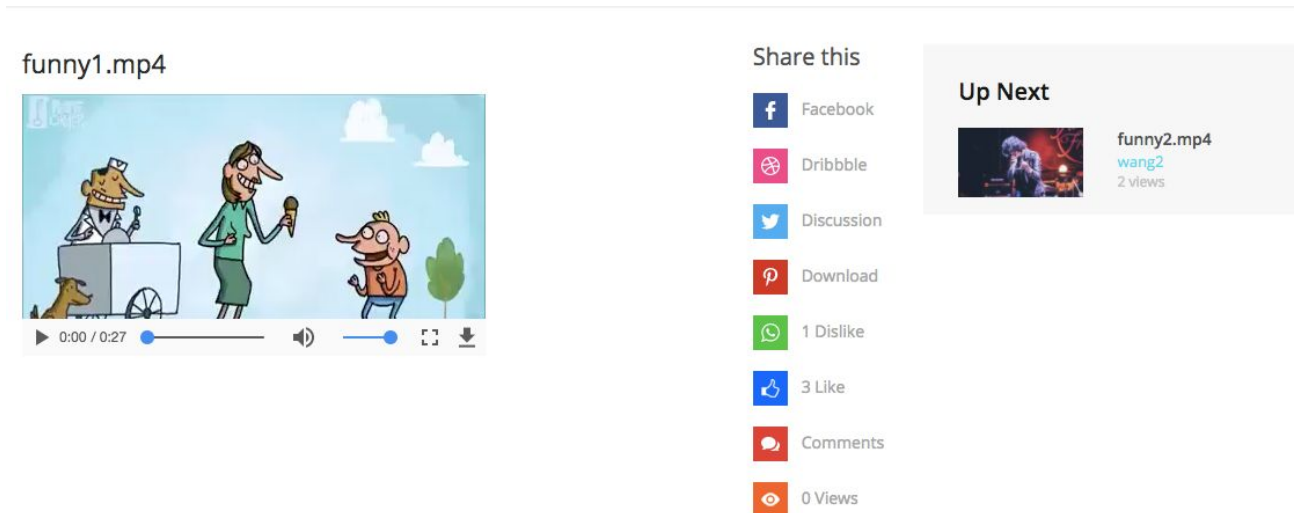 funny1.mp4
0:00 / 0:27
Share this
Facebook
Dribbble
Discussion
Download
1 Dislike
3 Like
Comments
0 Views
Up Next
funny2.mp4
wang2
2 views